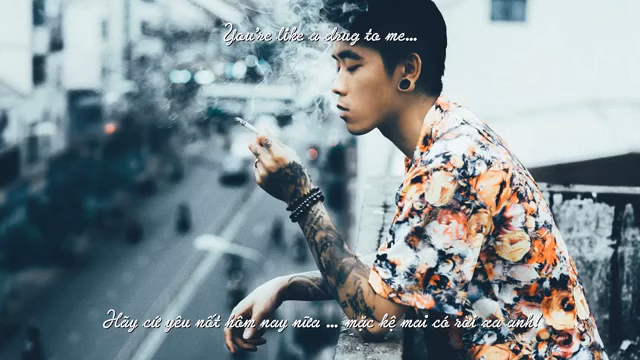 You're like a drug to me...
Hãy cứ yêu nốt hôm nay nữa ... mặc kệ mai có rời xa anh!